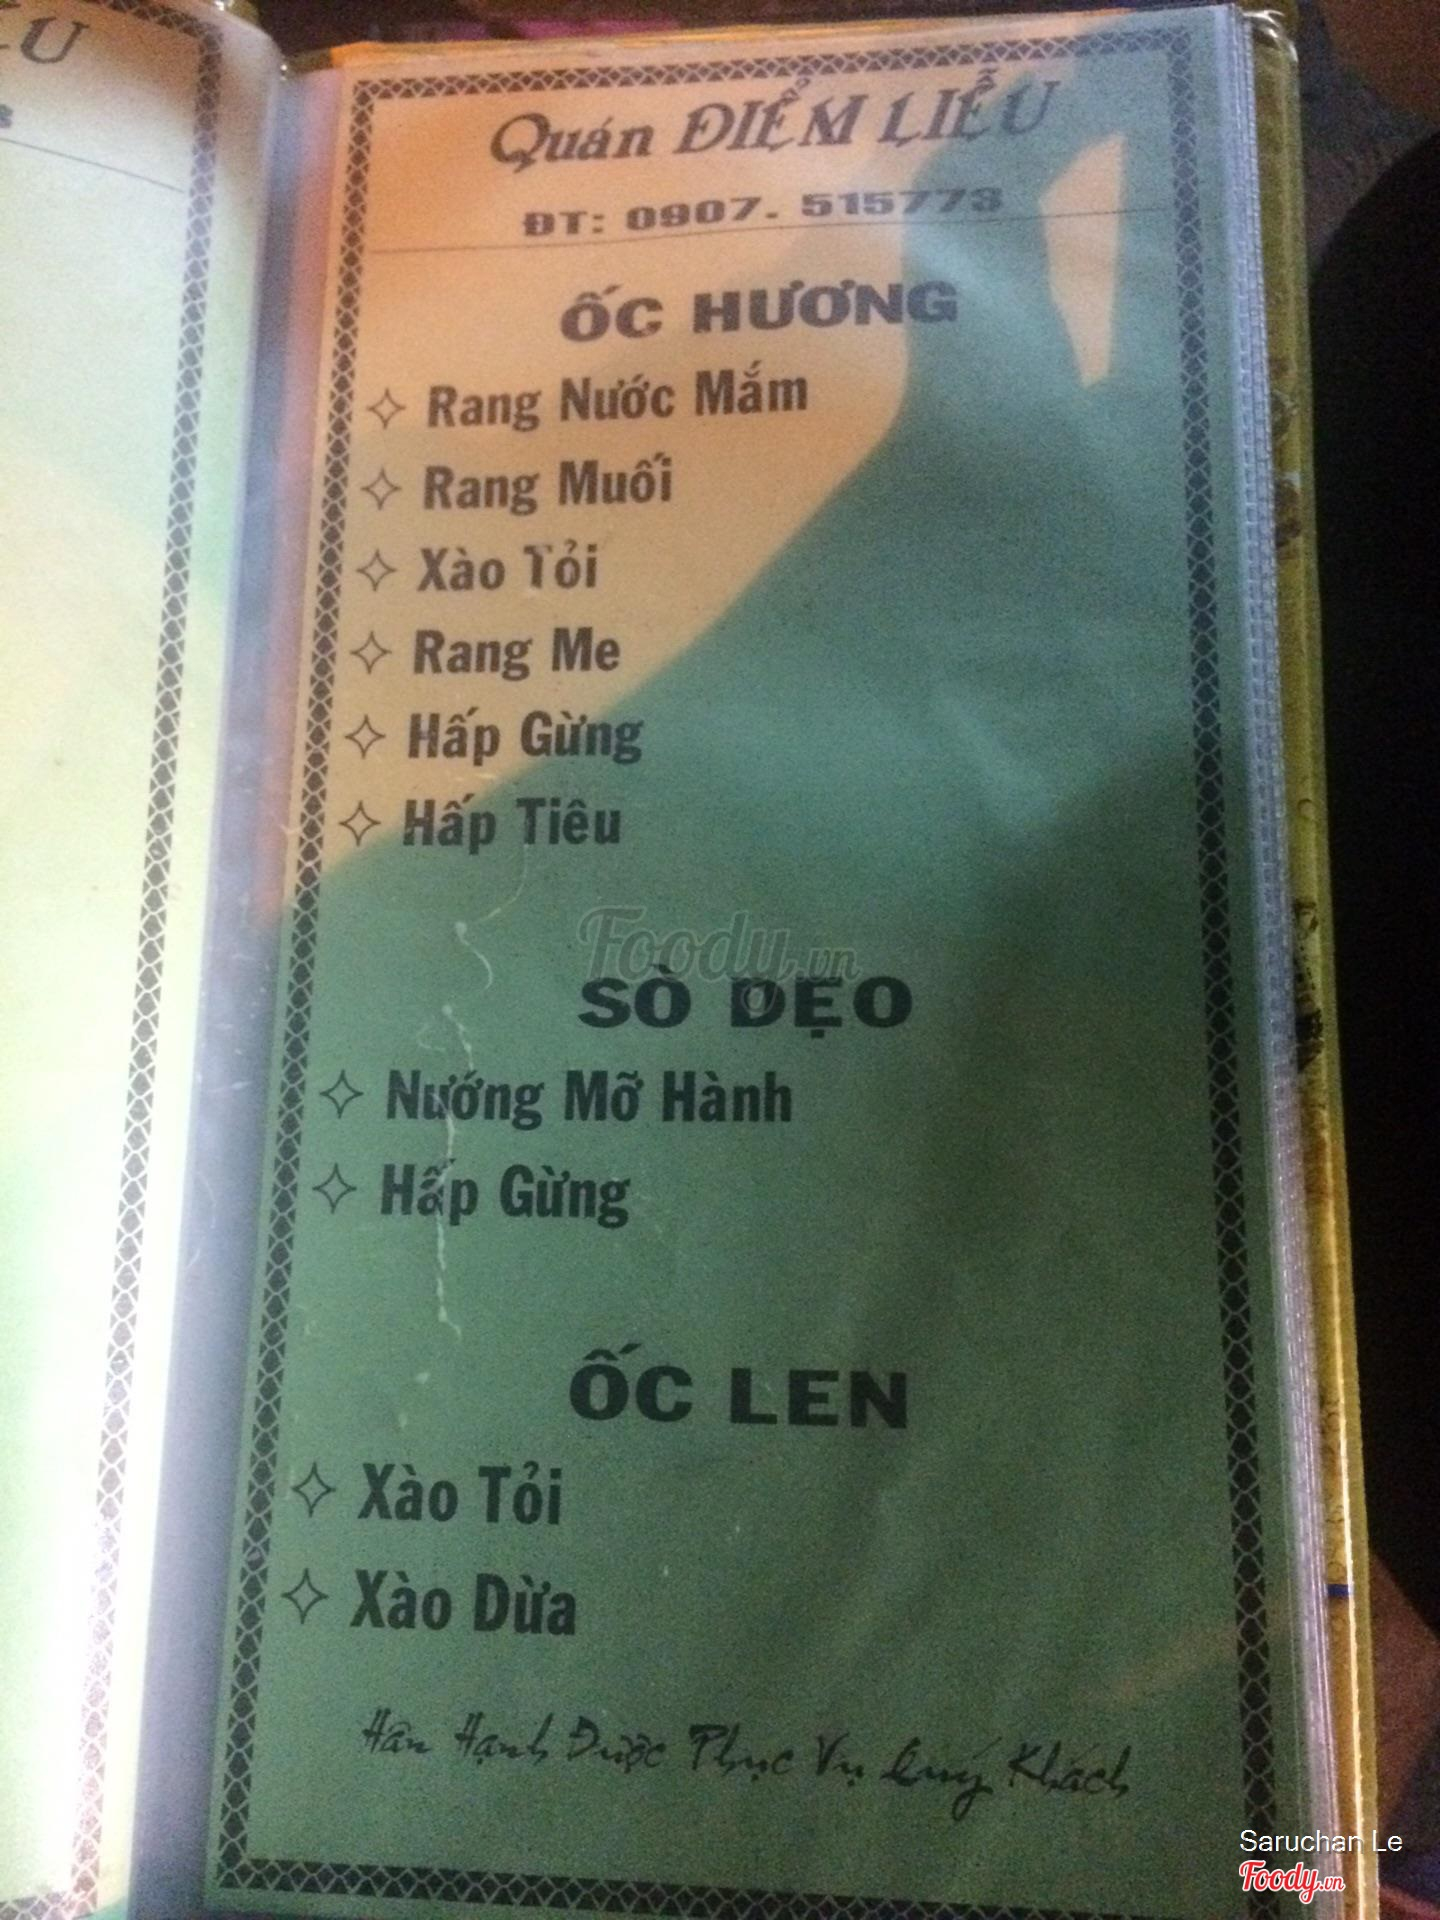 Quán ĐIỂM LIỄU
ĐT: 0907. 515773
ỐC HƯƠNG
Rang Nước Mắm
Rang Muối
Xào Tỏi
Rang Me
Hấp Gừng
Hấp Tiêu
Foody.vn
SÒ DẸO
Nướng Mỡ Hành
Hấp Gừng
ỐC LEN
Xào Tỏi
Xào Dừa
Hân Hạnh Được Phục Vụ Quý Khách
Saruchan Le
Foody.vn